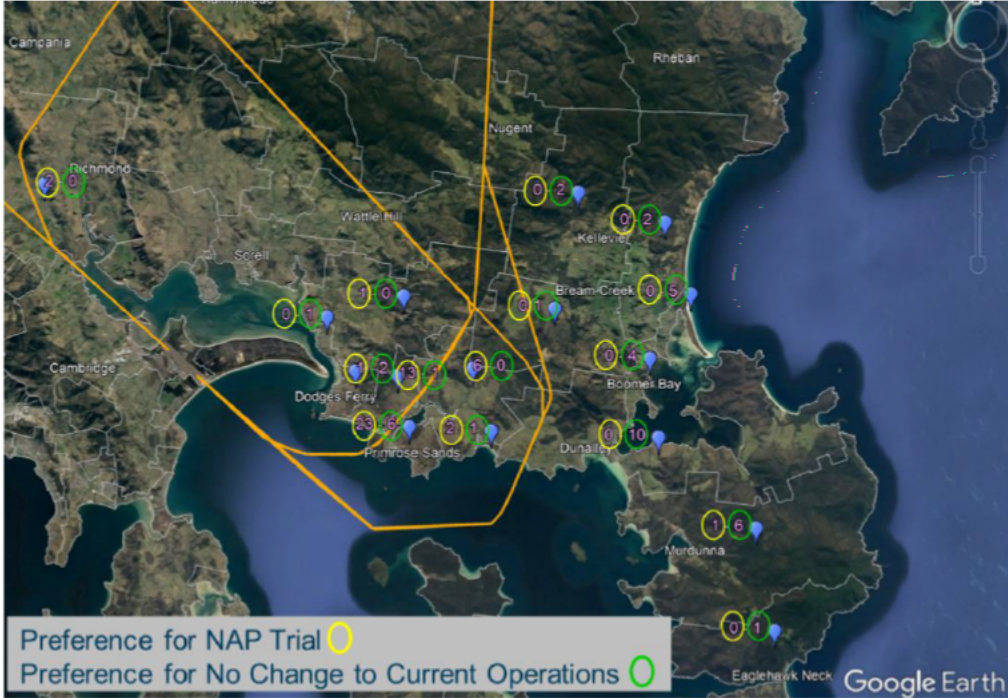 Campania
Rheban
Nugent
Richmond
2 0
0 2
Wattle Hill
0 2
Kellevie
Sorell
Bream Creek
0 5
1 0
0 1
0
0 4
Cambridge
2
13
6 0
Boomer Bay
Dodges Ferry
23 6
2 1
0 10
Primrose Sands
Dunalley
1 6
Murdunna
0 1
Preference for NAP Trial
Preference for No Change to Current Operations
Eaglehawk Neck
Google Earth